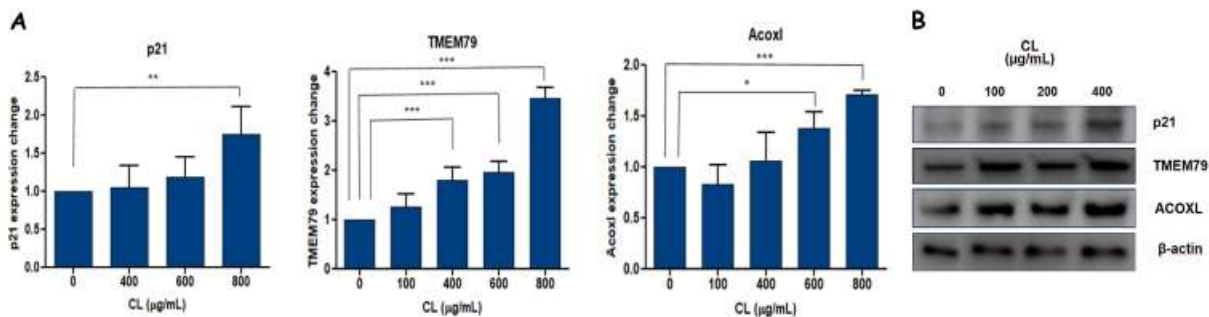 A
p21
**
p21 expression change
2.5
2.0
1.5
1.0
0.5
0.0
0 400 600 800
CL (µg/mL)
TMEM79
***
***
***
TMEM79 expression change
4
3
2
1
0
0 100 400 600 800
CL (µg/mL)
Acoxl
***
*
Acoxl expression change
2.0
1.5
1.0
0.5
0.0
0 100 400 600 800
CL (µg/mL)
B
CL
(µg/mL)
0 100 200 400
p21
TMEM79
ACOXL
β-actin